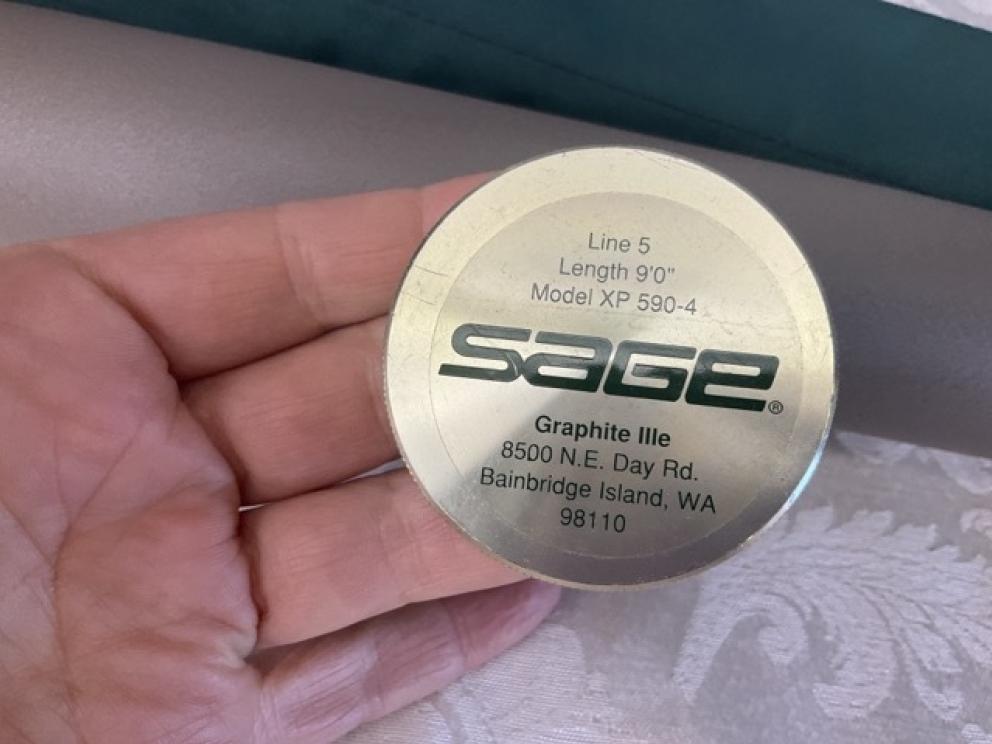 Line 5
Length 9'0"
Model XP 590-4
SAGE®
Graphite IIIe
8500 N.E. Day Rd.
Bainbridge Island, WA
98110